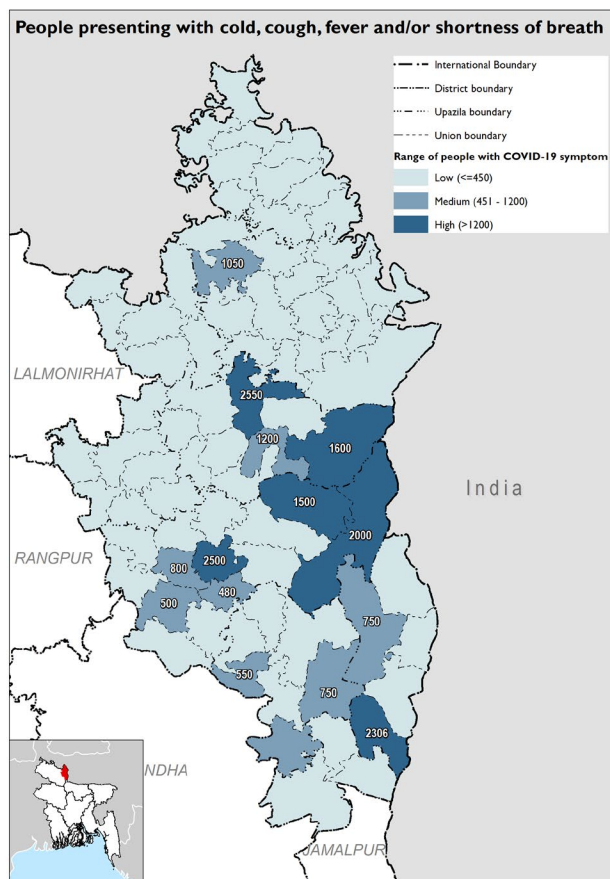 People presenting with cold, cough, fever and/or shortness of breath
International Boundary
District boundary
Upazila boundary
Union boundary
Range of people with COVID-19 symptom
Low (<=450)
Medium (451 - 1200)
High (>1200)
1050
LALMONIRHAT
2550
1200
1600
India
1500
2000
RANGPUR
2500
800
480
500
750
550
750
2306
NDHA
JAMALPUR